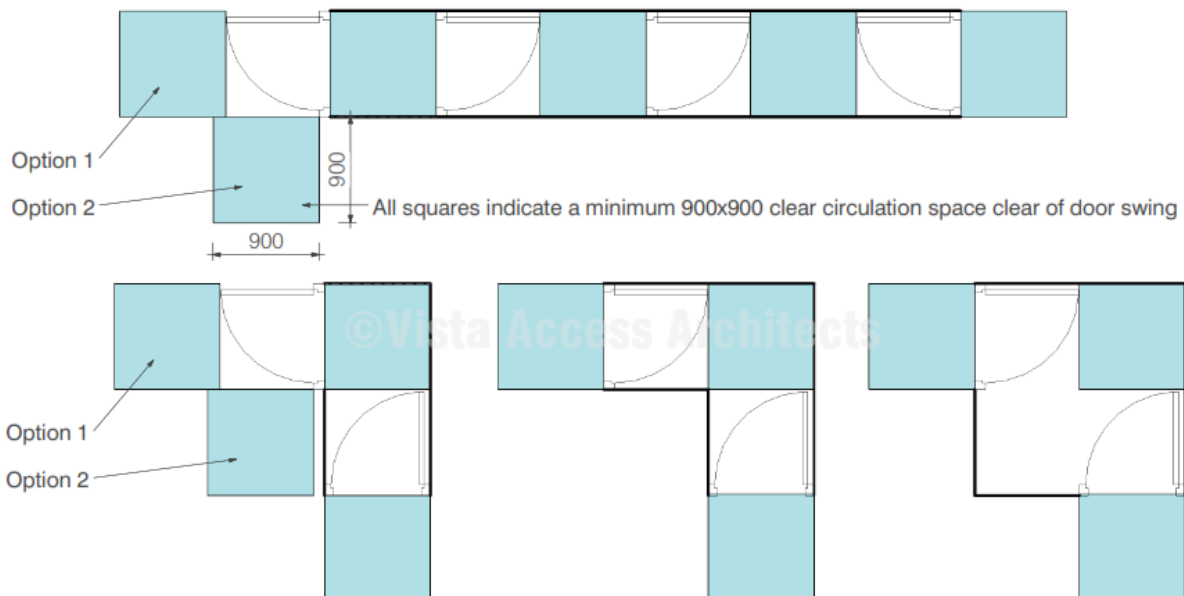 Option 1
Option 2
900
All squares indicate a minimum 900x900 clear circulation space clear of door swing
900
©Vista Access Architects
Option 1
Option 2